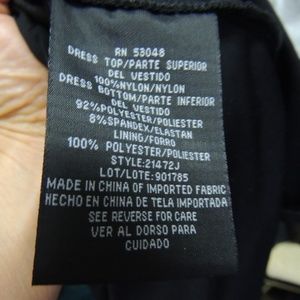 RN 53048
DRESS TOP/PARTE SUPERIOR
DEL VESTIDO
100%NYLON/NYLON
DRESS BOTTOM/PARTE INFERIOR
DEL VESTIDO
92%POLYESTER/POLIESTER
8%SPANDEX/ELASTAN
LINING/FORRO
100% POLYESTER/POLIESTER
STYLE:21472J
LOT/LOTE:901785
MADE IN CHINA OF IMPORTED FABRIC
HECHO EN CHINA DE TELA IMPORTADA
SEE REVERSE FOR CARE
VER AL DORSO PARA
CUIDADO